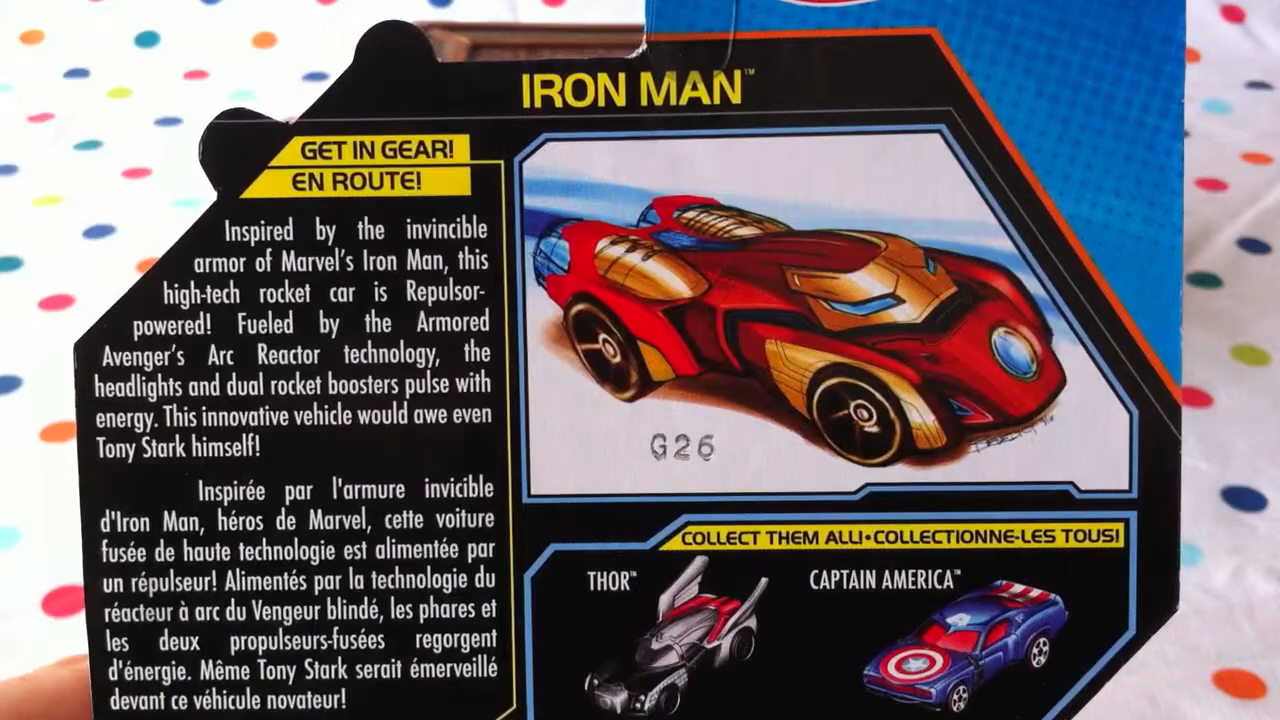 IRON MAN™
GET IN GEAR!
EN ROUTE!
Inspired by the invincible
armor of Marvel's Iron Man, this
high-tech rocket car is Repulsor-
powered! Fueled by the Armored
Avenger's Arc Reactor technology, the
headlights and dual rocket boosters pulse with
energy. This innovative vehicle would awe even
Tony Stark himself!
Inspirée par l'armure invicible
d'Iron Man, héros de Marvel, cette voiture
fusée de haute technologie est alimentée par
un répulseur! Alimentés par la technologie du
réacteur à arc du Vengeur blindé, les phares et
les deux propulseurs-fusées regorgent
d'énergie. Même Tony Stark serait émerveillé
devant ce véhicule novateur!
G26
COLLECT THEM ALL!•COLLECTIONNE-LES TOUS!
THOR™
CAPTAIN AMERICA™
A